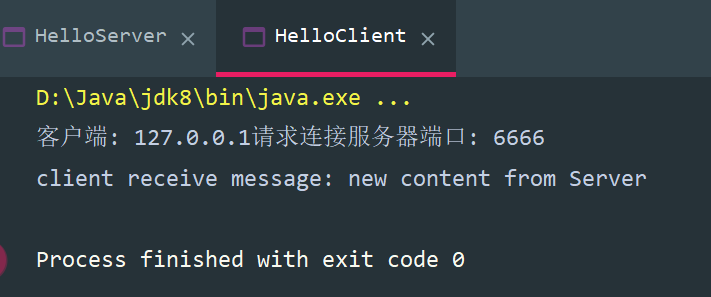 HelloServer × HelloClient ×
D:\Java\jdk8\bin\java.exe ...
客户端: 127.0.0.1请求连接服务器端口: 6666
client receive message: new content from Server
Process finished with exit code 0